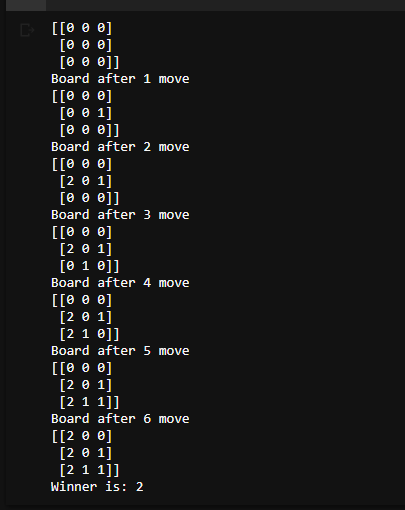 [[0 0 0]
 [0 0 0]
 [0 0 0]]
Board after 1 move
[[0 0 0]
 [0 0 1]
 [0 0 0]]
Board after 2 move
[[0 0 0]
 [2 0 1]
 [0 0 0]]
Board after 3 move
[[0 0 0]
 [2 0 1]
 [0 1 0]]
Board after 4 move
[[0 0 0]
 [2 0 1]
 [2 1 0]]
Board after 5 move
[[0 0 0]
 [2 0 1]
 [2 1 1]]
Board after 6 move
[[2 0 0]
 [2 0 1]
 [2 1 1]]
Winner is: 2